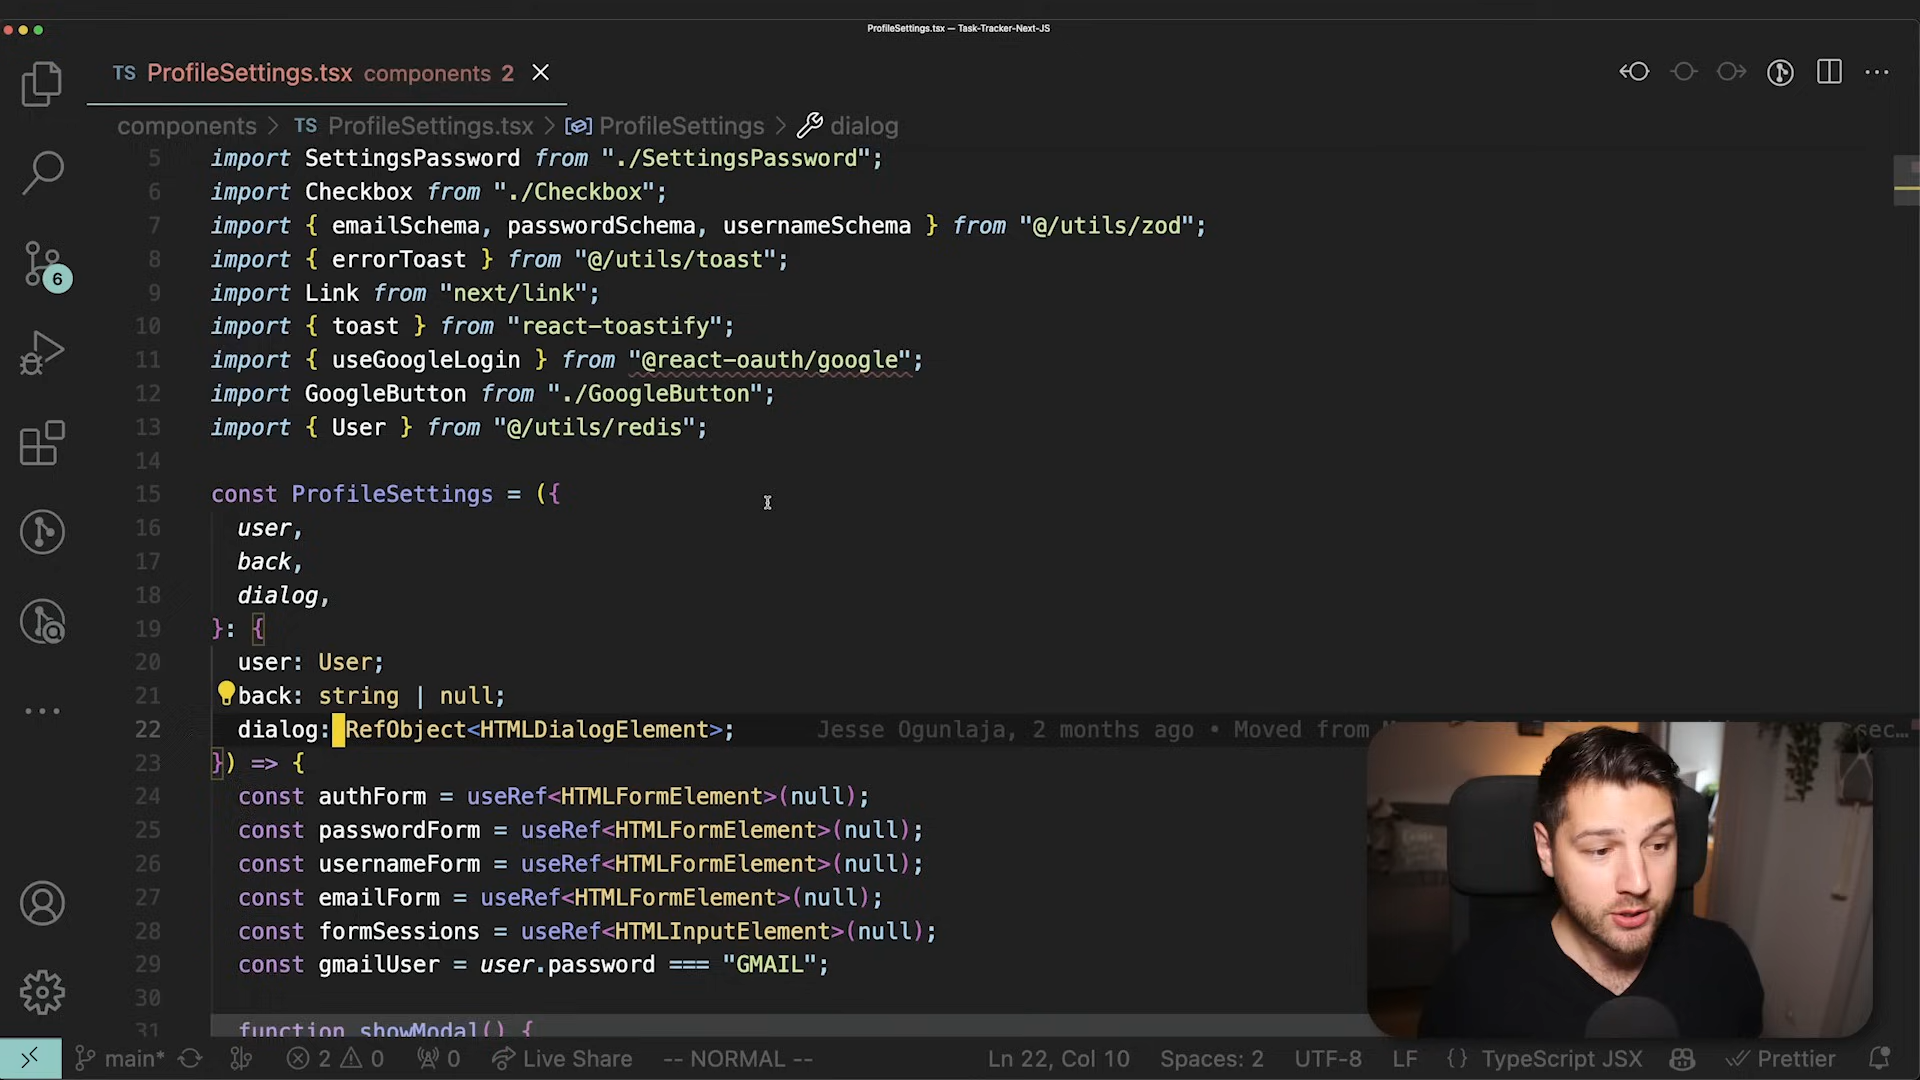 ProfileSettings.tsx — Task-Tracker-Next-JS
TS ProfileSettings.tsx components 2
components > TS ProfileSettings.tsx > ProfileSettings > dialog
5 import SettingsPassword from "./SettingsPassword";
6 import Checkbox from "./Checkbox";
7 import { emailSchema, passwordSchema, usernameSchema } from "@/utils/zod";
8 import { errorToast } from "@/utils/toast";
9 import Link from "next/link";
10 import { toast } from "react-toastify";
11 import { useGoogleLogin } from "@react-oauth/google";
12 import GoogleButton from "./GoogleButton";
13 import { User } from "@/utils/redis";
14
15 const ProfileSettings = ({
16 user,
17 back,
18 dialog,
19 }: {
20 user: User;
21 back: string | null;
22 dialog: RefObject<HTMLDialogElement>; Jesse Ogunlaja, 2 months ago • Moved from sec…
23 }) => {
24 const authForm = useRef<HTMLFormElement>(null);
25 const passwordForm = useRef<HTMLFormElement>(null);
26 const usernameForm = useRef<HTMLFormElement>(null);
27 const emailForm = useRef<HTMLFormElement>(null);
28 const formSessions = useRef<HTMLInputElement>(null);
29 const gmailUser = user.password === "GMAIL";
30
31 function showModal() {
6
main* 2 0 0 Live Share -- NORMAL -- Ln 22, Col 10 Spaces: 2 UTF-8 LF {} TypeScript JSX Prettier